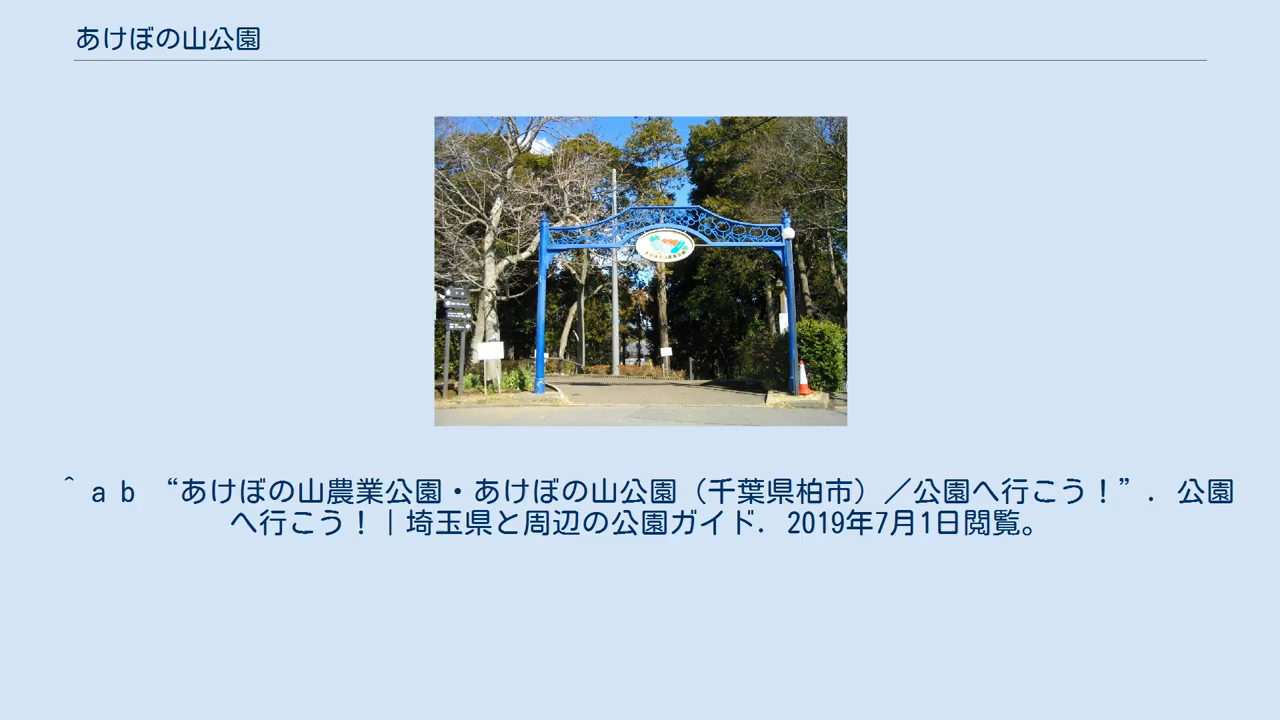 あけぼの山公園
^ a b “あけぼの山農業公園・あけぼの山公園（千葉県柏市）／公園へ行こう！”. 公園
へ行こう！｜埼玉県と周辺の公園ガイド. 2019年7月1日閲覧。